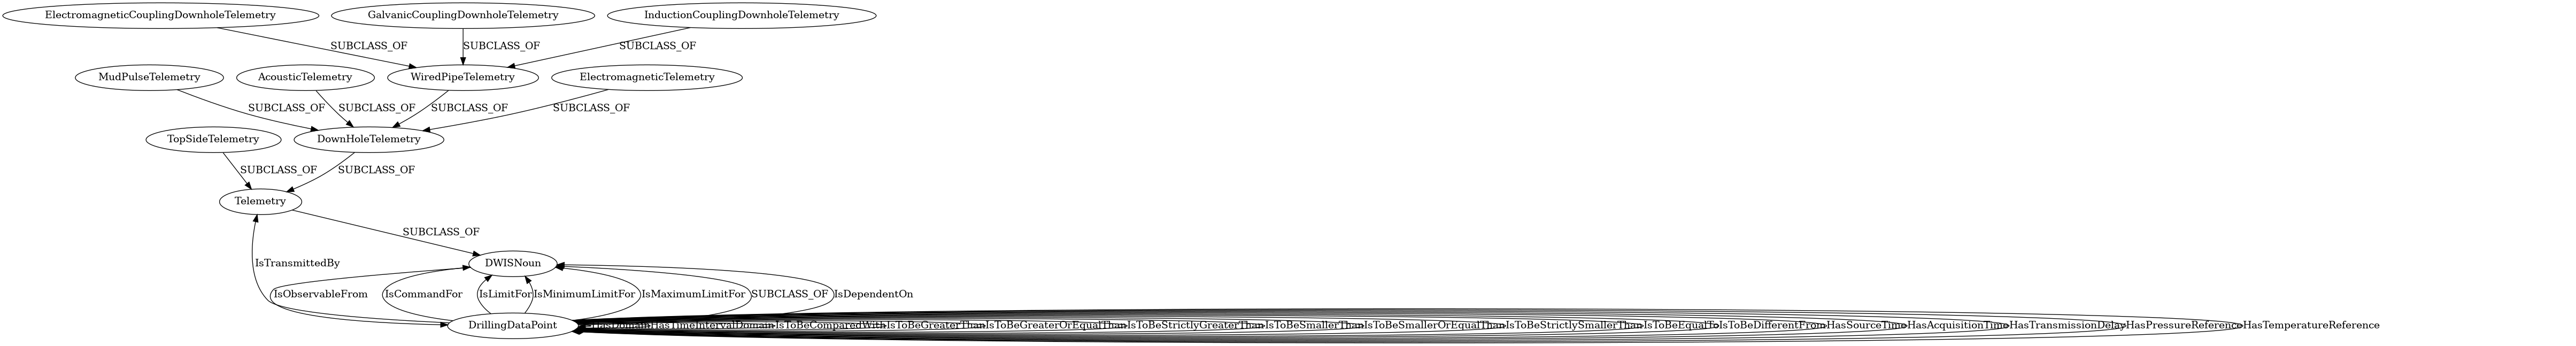 ElectromagneticCouplingDownholeTelemetry
GalvanicCouplingDownholeTelemetry
InductionCouplingDownholeTelemetry
SUBCLASS_OF
SUBCLASS_OF
SUBCLASS_OF
MudPulseTelemetry
AcousticTelemetry
WiredPipeTelemetry
ElectromagneticTelemetry
SUBCLASS_OF
SUBCLASS_OF
SUBCLASS_OF
SUBCLASS_OF
TopSideTelemetry
DownHoleTelemetry
SUBCLASS_OF
SUBCLASS_OF
Telemetry
SUBCLASS_OF
IsTransmittedBy
DWISNoun
IsObservableFrom
IsCommandFor
IsLimitFor
IsMinimumLimitFor
IsMaximumLimitFor
SUBCLASS_OF
IsDependentOn
DrillingDataPoint
HasDomain
HasTimeIntervalDomain
IsToBeComparedWith
IsToBeGreaterThan
IsToBeGreaterOrEqualThan
IsToBeStrictlyGreaterThan
IsToBeSmallerThan
IsToBeSmallerOrEqualThan
IsToBeStrictlySmallerThan
IsToBeEqualTo
IsToBeDifferentFrom
HasSourceTime
HasAcquisitionTime
HasTransmissionDelay
HasPressureReference
HasTemperatureReference